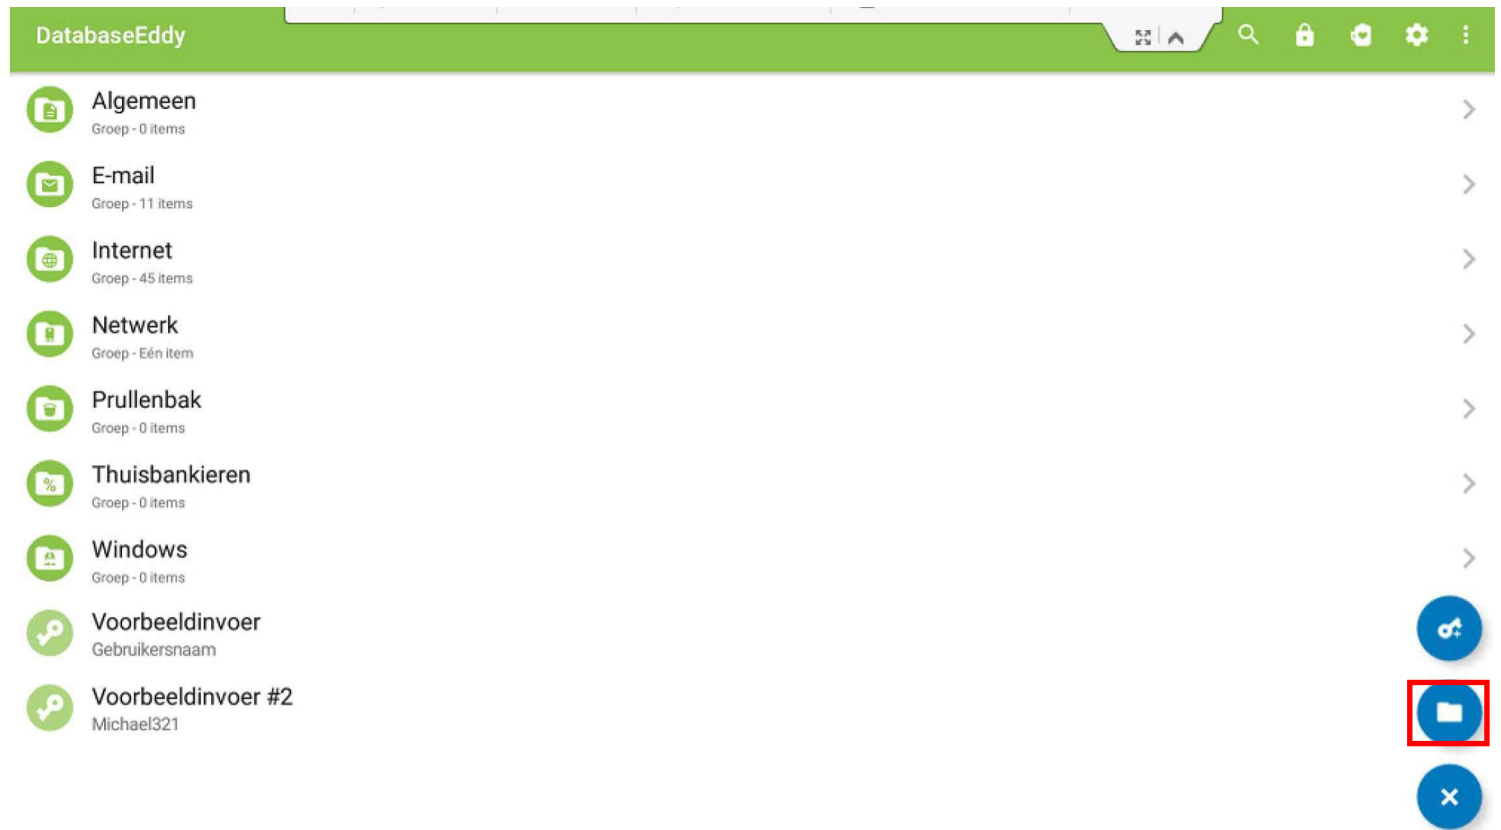 DatabaseEddy
Algemeen
Groep - 0 items
E-mail
Groep - 11 items
Internet
Groep - 45 items
Netwerk
Groep - Eén item
Prullenbak
Groep - 0 items
Thuisbankieren
Groep - 0 items
Windows
Groep - 0 items
Voorbeeldinvoer
Gebruikersnaam
Voorbeeldinvoer #2
Michael321